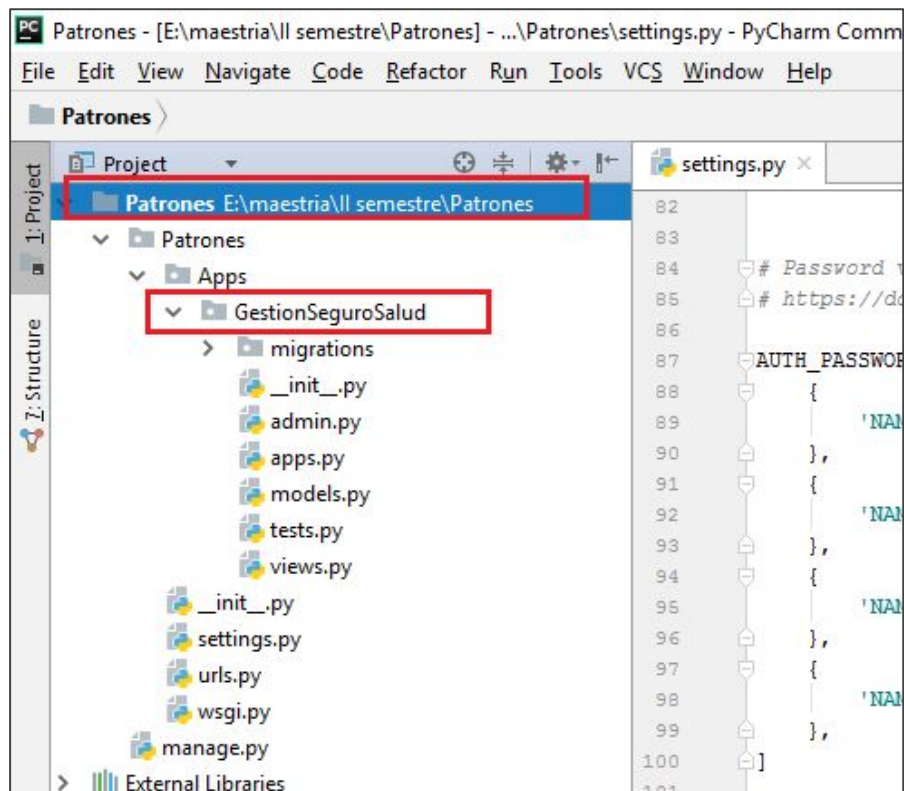 PC Patrones - [E:\maestria\II semestre\Patrones] - ...\Patrones\settings.py - PyCharm Comm
File Edit View Navigate Code Refactor Run Tools VCS Window Help
Patrones
1: Project
7: Structure
Project
Patrones E:\maestria\II semestre\Patrones
Patrones
Apps
GestionSeguroSalud
migrations
__init__.py
admin.py
apps.py
models.py
tests.py
views.py
__init__.py
settings.py
urls.py
wsgi.py
manage.py
External Libraries
settings.py
82
83
84 # Password v
85 # https://do
86
87 AUTH_PASSWOR
88 {
89 'NAM
90 },
91 {
92 'NAM
93 },
94 {
95 'NAM
96 },
97 {
98 'NAM
99 },
100 ]
101